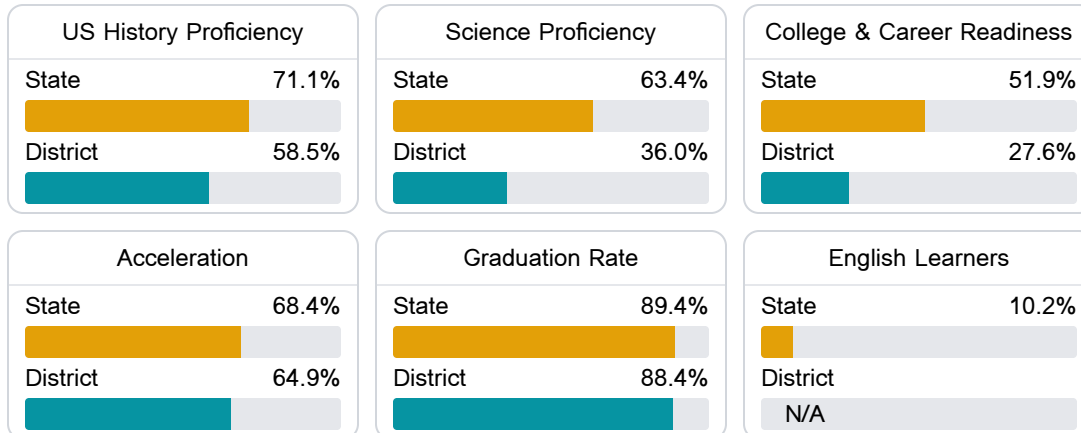 US History Proficiency
State 71.1%
District 58.5%
Science Proficiency
State 63.4%
District 36.0%
College & Career Readiness
State 51.9%
District 27.6%
Acceleration
State 68.4%
District 64.9%
Graduation Rate
State 89.4%
District 88.4%
English Learners
State 10.2%
District
N/A